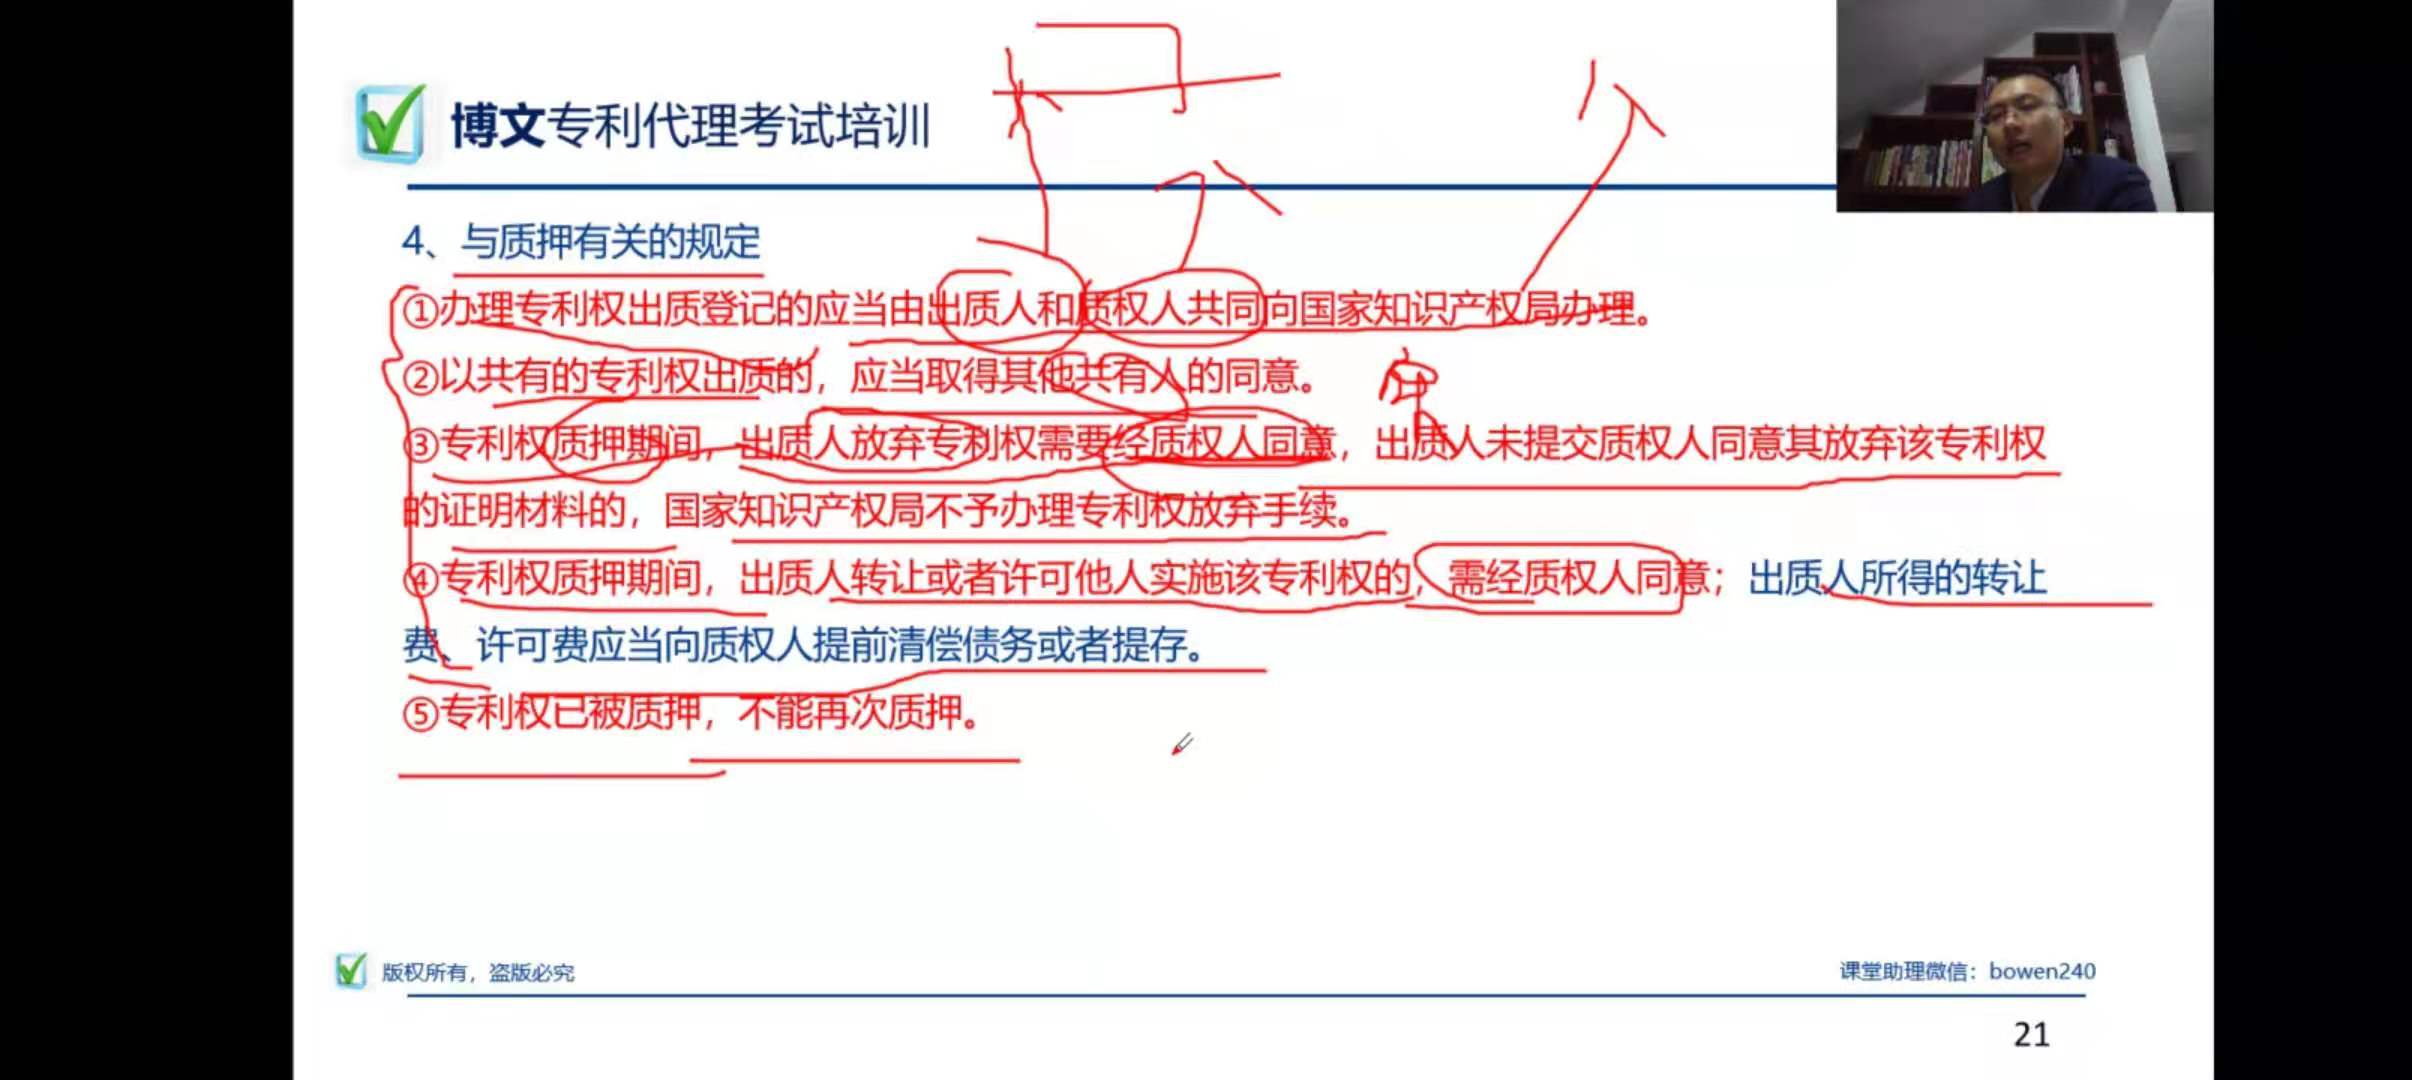 博文专利代理考试培训
4、与质押有关的规定
①办理专利权出质登记的应当由出质人和质权人共同向国家知识产权局办理。
②以共有的专利权出质的，应当取得其他共有人的同意。
③专利权质押期间，出质人放弃专利权需要经质权人同意，出质人未提交质权人同意其放弃该专利权
的证明材料的，国家知识产权局不予办理专利权放弃手续。
④专利权质押期间，出质人转让或者许可他人实施该专利权的，需经质权人同意；出质人所得的转让
费、许可费应当向质权人提前清偿债务或者提存。
⑤专利权已被质押，不能再次质押。
版权所有，盗版必究
课堂助理微信：bowen240
21